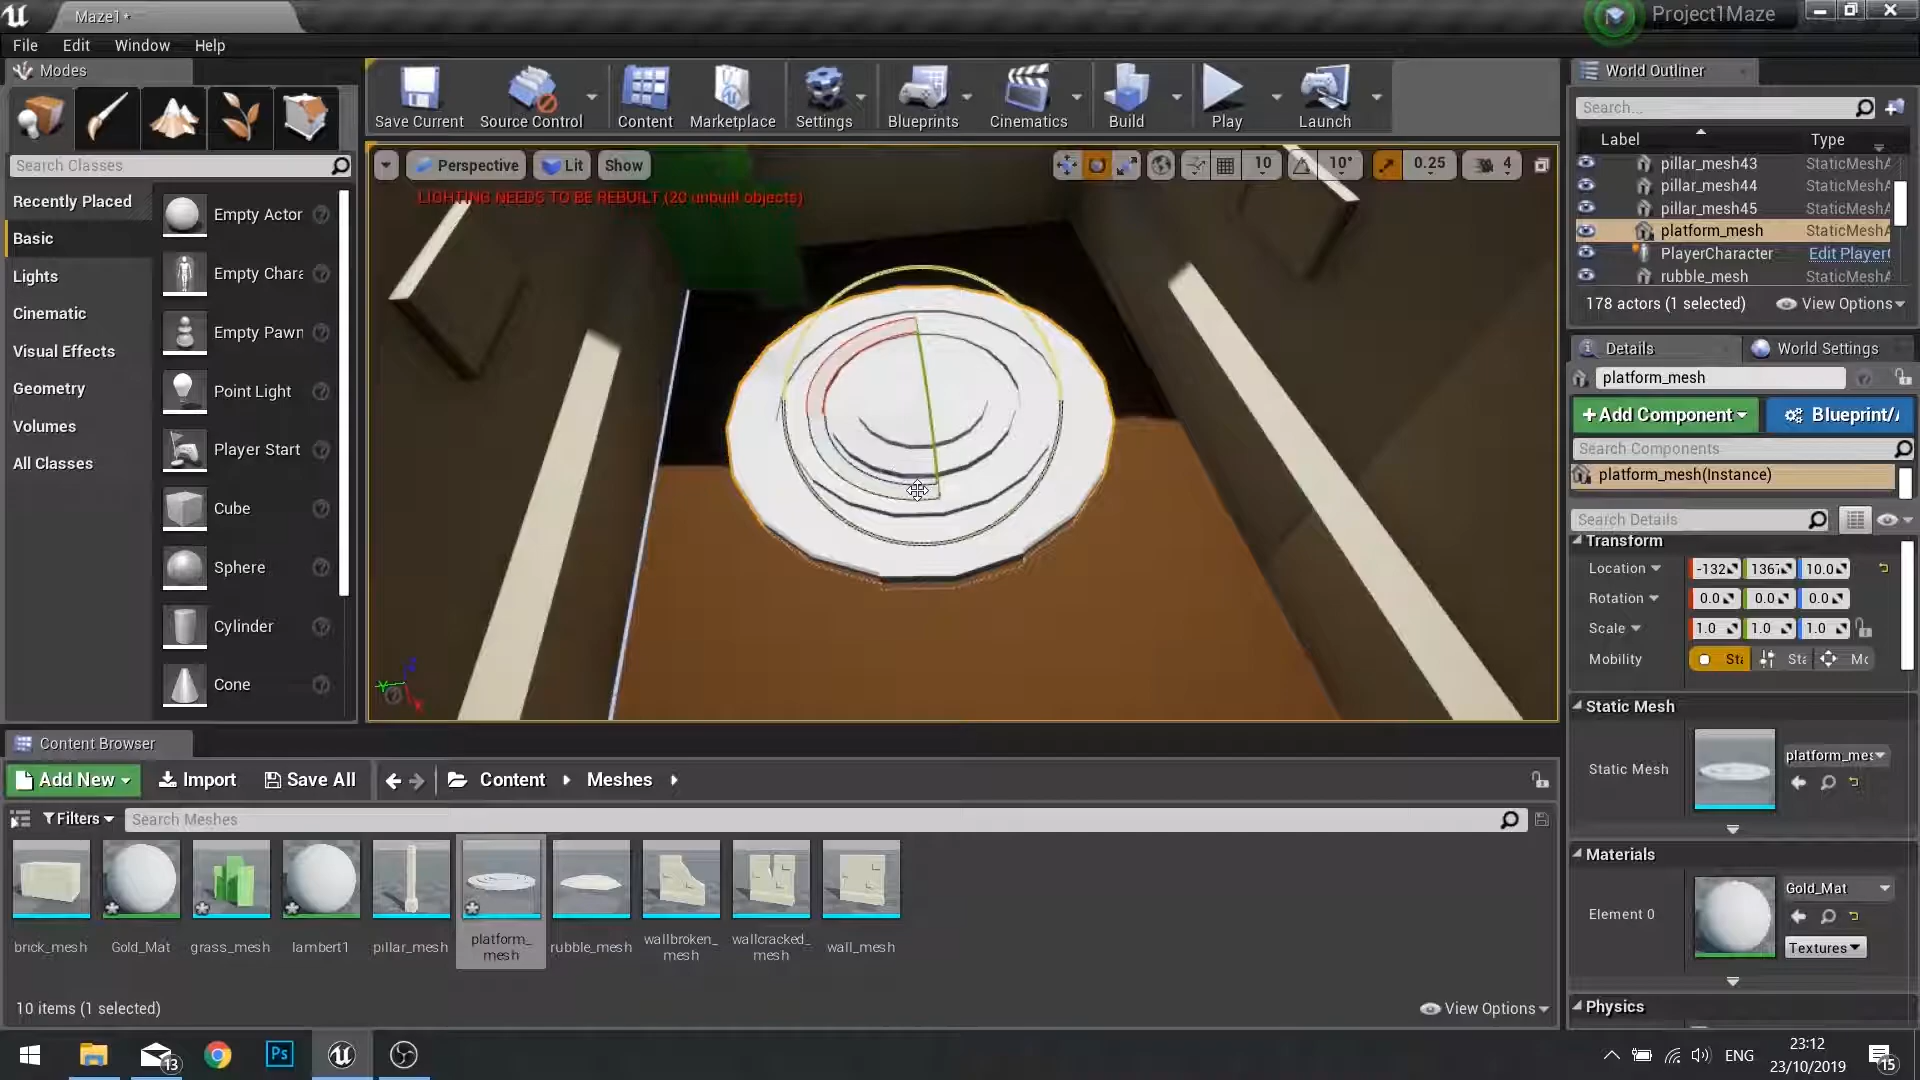 Maze1*
Project1Maze
File Edit Window Help
Modes
Search Classes
Recently Placed
Basic
Lights
Cinematic
Visual Effects
Geometry
Volumes
All Classes
Empty Actor
Empty Chara
Empty Pawn
Point Light
Player Start
Cube
Sphere
Cylinder
Cone
Save Current Source Control Content Marketplace Settings Blueprints Cinematics Build Play Launch
Perspective Lit Show 10 10° 0.25 4
LIGHTING NEEDS TO BE REBUILT (20 unbuilt objects)
World Outliner
Search...
Label Type
pillar_mesh43 StaticMeshA
pillar_mesh44 StaticMeshA
pillar_mesh45 StaticMeshA
platform_mesh StaticMeshA
PlayerCharacter Edit Player(
rubble_mesh StaticMeshA
178 actors (1 selected) View Options
Details World Settings
platform_mesh
+Add Component Blueprint/
Search Components
platform_mesh(Instance)
Search Details
Transform
Location -132 1367 10.0
Rotation 0.0 0.0 0.0
Scale 1.0 1.0 1.0
Mobility Sta Sta Mo
Static Mesh
Static Mesh platform_mes
Materials
Element 0 Gold_Mat
Textures
Physics
Content Browser
Add New Import Save All Content Meshes
Filters Search Meshes
brick_mesh Gold_Mat grass_mesh lambert1 pillar_mesh platform_mesh rubble_mesh wallbroken_mesh wallcracked_mesh wall_mesh
10 items (1 selected) View Options
Ps
13
ENG
23:12
23/10/2019
15